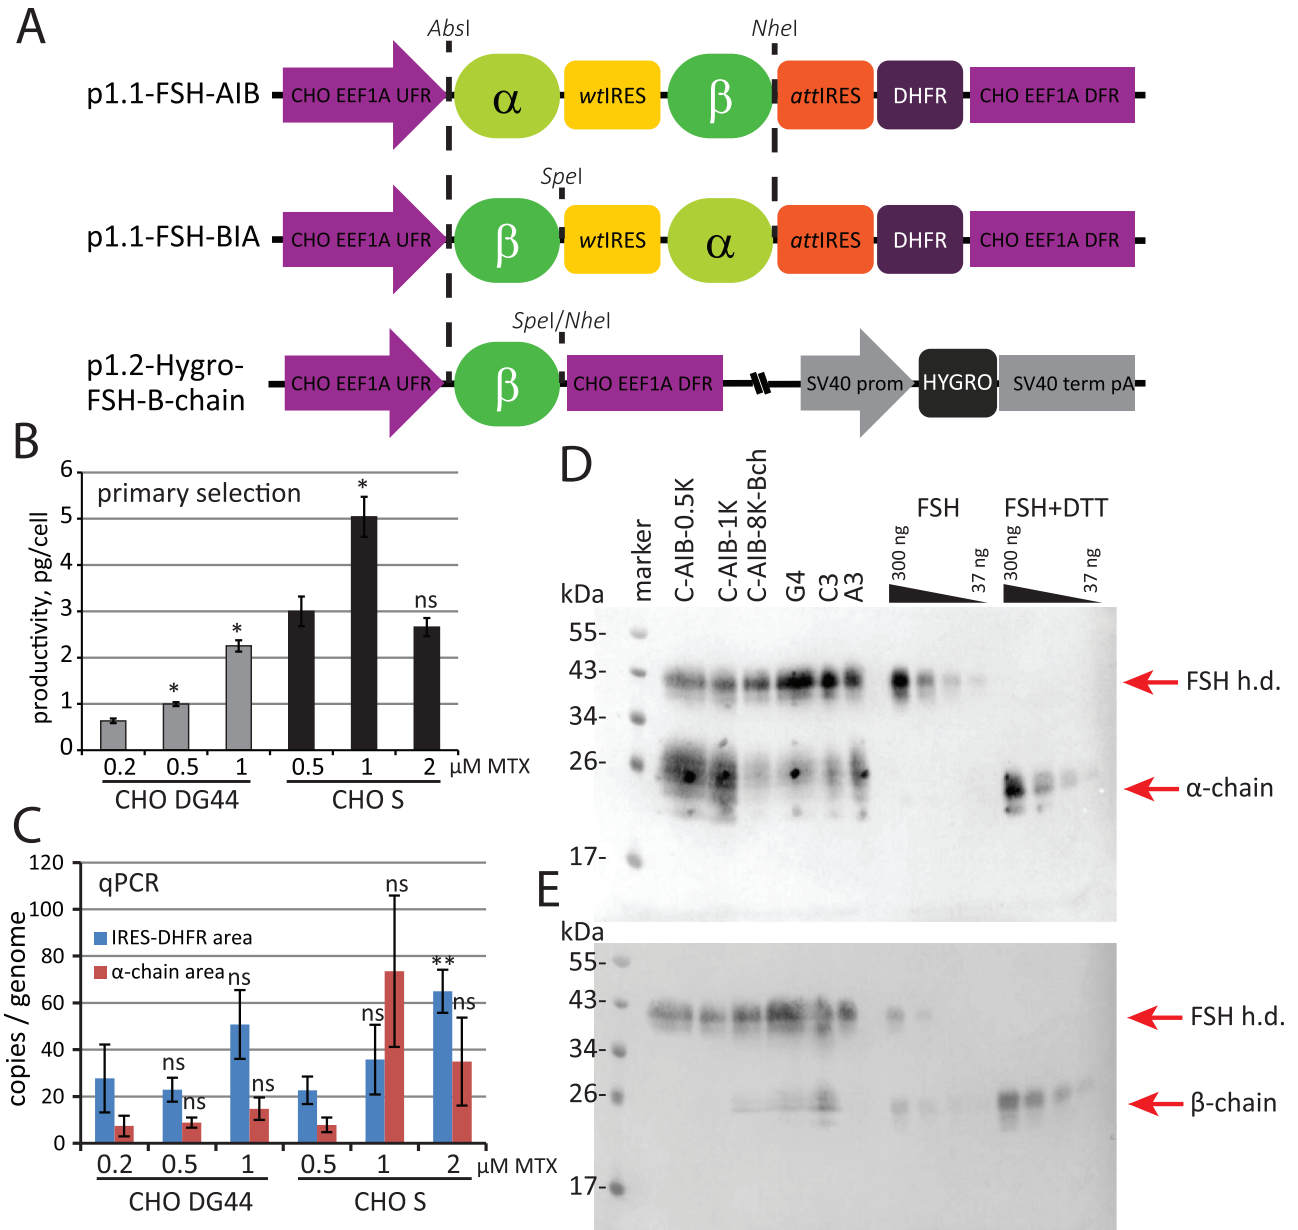 A
AbsI
NheI
p1.1-FSH-AIB
CHO EEF1A UFR
α
wtIRES
β
attIRES
DHFR
CHO EEF1A DFR
SpeI
p1.1-FSH-BIA
CHO EEF1A UFR
β
wtIRES
α
attIRES
DHFR
CHO EEF1A DFR
SpeI/NheI
p1.2-Hygro-
FSH-B-chain
CHO EEF1A UFR
β
CHO EEF1A DFR
SV40 prom
HYGRO
SV40 term pA
B
primary selection
productivity, pg/cell
6
5
4
3
2
1
0
*
*
*
ns
0.2 0.5 1 0.5 1 2 μM MTX
CHO DG44 CHO S
C
qPCR
copies / genome
120
100
80
60
40
20
0
IRES-DHFR area
α-chain area
ns
ns
ns
ns
ns
ns
**
ns
0.2 0.5 1 0.5 1 2 μM MTX
CHO DG44 CHO S
D
kDa
marker
C-AIB-0.5K
C-AIB-1K
C-AIB-8K-Bch
G4
C3
A3
FSH
300 ng
37 ng
FSH+DTT
300 ng
37 ng
55-
43-
34-
26-
17-
FSH h.d.
α-chain
E
kDa
55-
43-
34-
26-
17-
FSH h.d.
β-chain